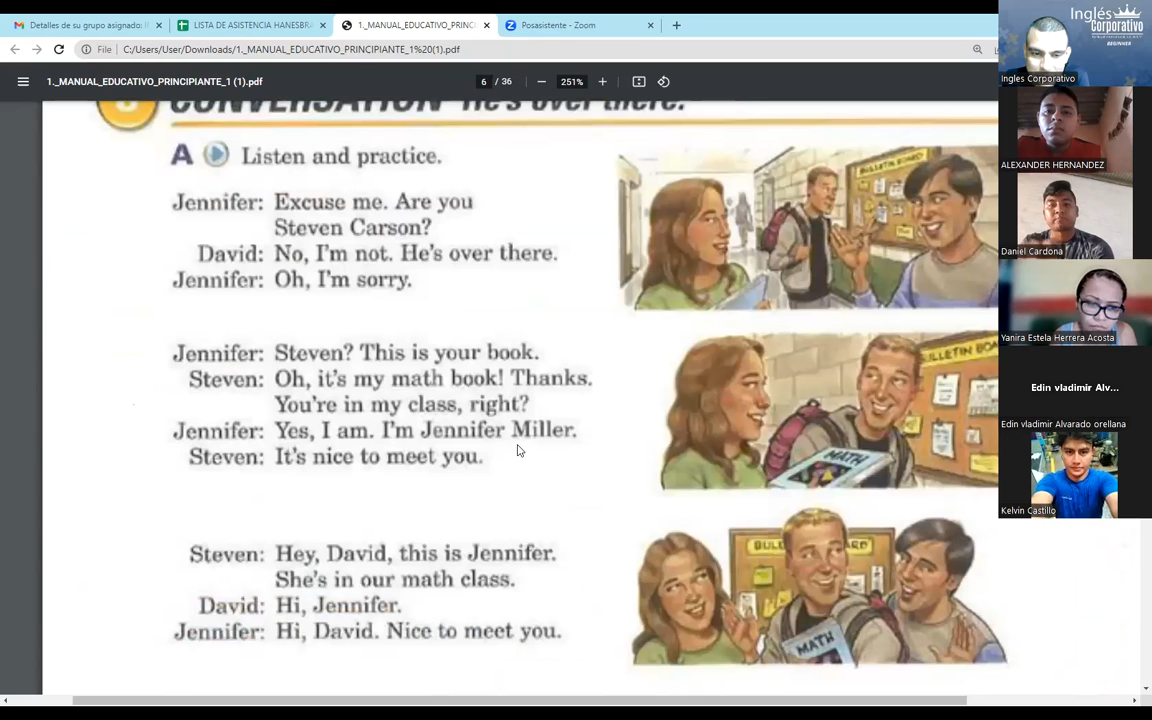 Detalles de su grupo asignado: I
LISTA DE ASISTENCIA HANESBRA
1._MANUAL_EDUCATIVO_PRINCI
Posasistente - Zoom
File
C:/Users/User/Downloads/1._MANUAL_EDUCATIVO_PRINCIPIANTE_1%20(1).pdf
1._MANUAL_EDUCATIVO_PRINCIPIANTE_1 (1).pdf
6 / 36
251%
CONVERSATION He's over there.
A Listen and practice.
Jennifer: Excuse me. Are you
Steven Carson?
David: No, I'm not. He's over there.
Jennifer: Oh, I'm sorry.
BULLETIN BOARD
Jennifer: Steven? This is your book.
Steven: Oh, it's my math book! Thanks.
You're in my class, right?
Jennifer: Yes, I am. I'm Jennifer Miller.
Steven: It's nice to meet you.
BULLETIN BOA
MATH
Steven: Hey, David, this is Jennifer.
She's in our math class.
David: Hi, Jennifer.
Jennifer: Hi, David. Nice to meet you.
BULL
ARD
MATH
Inglés
Corporativo
BEGINNER
Ingles Corporativo
ALEXANDER HERNANDEZ
Daniel Cardona
Yanira Estela Herrera Acosta
Edin vladimir Alv...
Edin vladimir Alvarado orellana
Kelvin Castillo